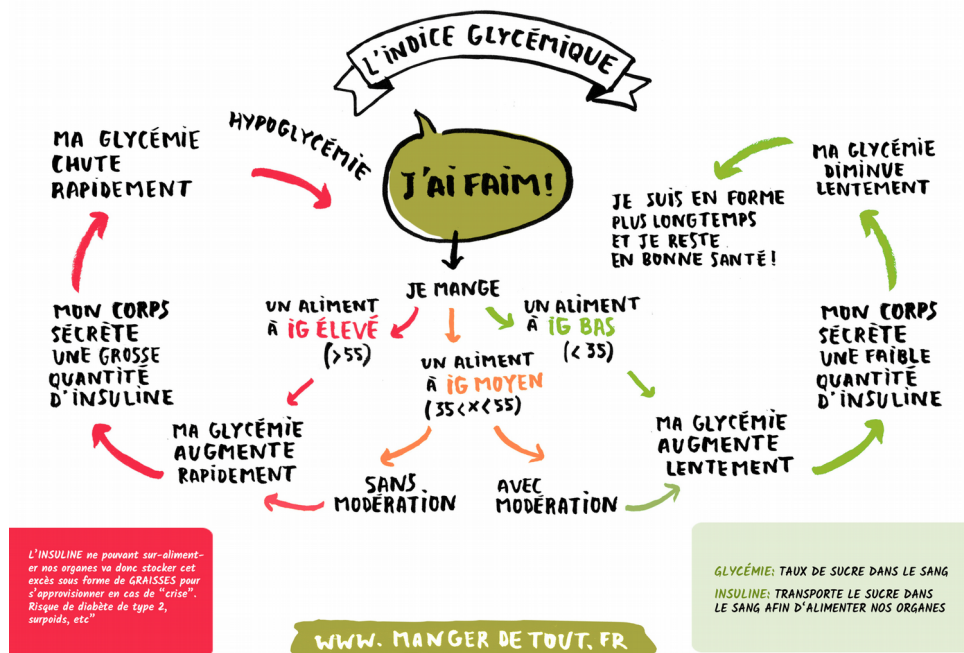 L'INDICE GLYCÉMIQUE
J'AI FAIM!
JE MANGE
UN ALIMENT
À IG ÉLEVÉ
(>55)
MA GLYCÉMIE
AUGMENTE
RAPIDEMENT
MON CORPS
SÉCRÈTE
UNE GROSSE
QUANTITÉ
D'INSULINE
MA GLYCÉMIE
CHUTE
RAPIDEMENT
HYPOGLYCÉMIE
UN ALIMENT
À IG MOYEN
(35<x<55)
SANS
MODÉRATION
AVEC
MODÉRATION
UN ALIMENT
À IG BAS
(<35)
MA GLYCÉMIE
AUGMENTE
LENTEMENT
MON CORPS
SÉCRÈTE
UNE FAIBLE
QUANTITÉ
D'INSULINE
MA GLYCÉMIE
DIMINUE
LENTEMENT
JE SUIS EN FORME
PLUS LONGTEMPS
ET JE RESTE
EN BONNE SANTÉ!
L'INSULINE ne pouvant sur-aliment-
er nos organes va donc stocker cet
excès sous forme de GRAISSES pour
s'approvisionner en cas de "crise".
Risque de diabète de type 2,
surpoids, etc"
GLYCÉMIE: TAUX DE SUCRE DANS LE SANG
INSULINE: TRANSPORTE LE SUCRE DANS
LE SANG AFIN D'ALIMENTER NOS ORGANES
WWW. MANGER DE TOUT. FR